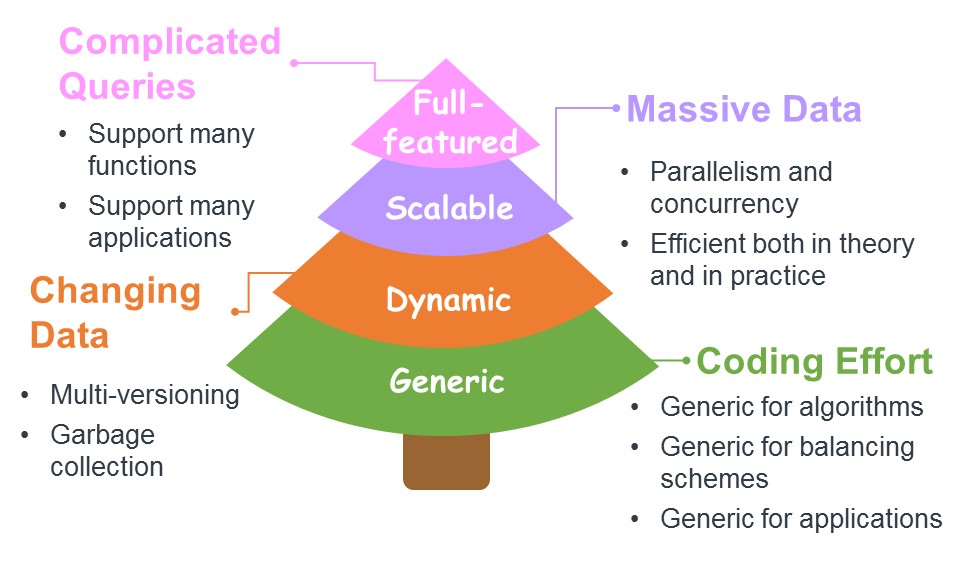 Complicated
Queries
• Support many
functions
• Support many
applications
Full-
featured
Massive Data
• Parallelism and
concurrency
• Efficient both in theory
and in practice
Scalable
Changing
Data
• Multi-versioning
• Garbage
collection
Dynamic
Generic
Coding Effort
• Generic for algorithms
• Generic for balancing
schemes
• Generic for applications